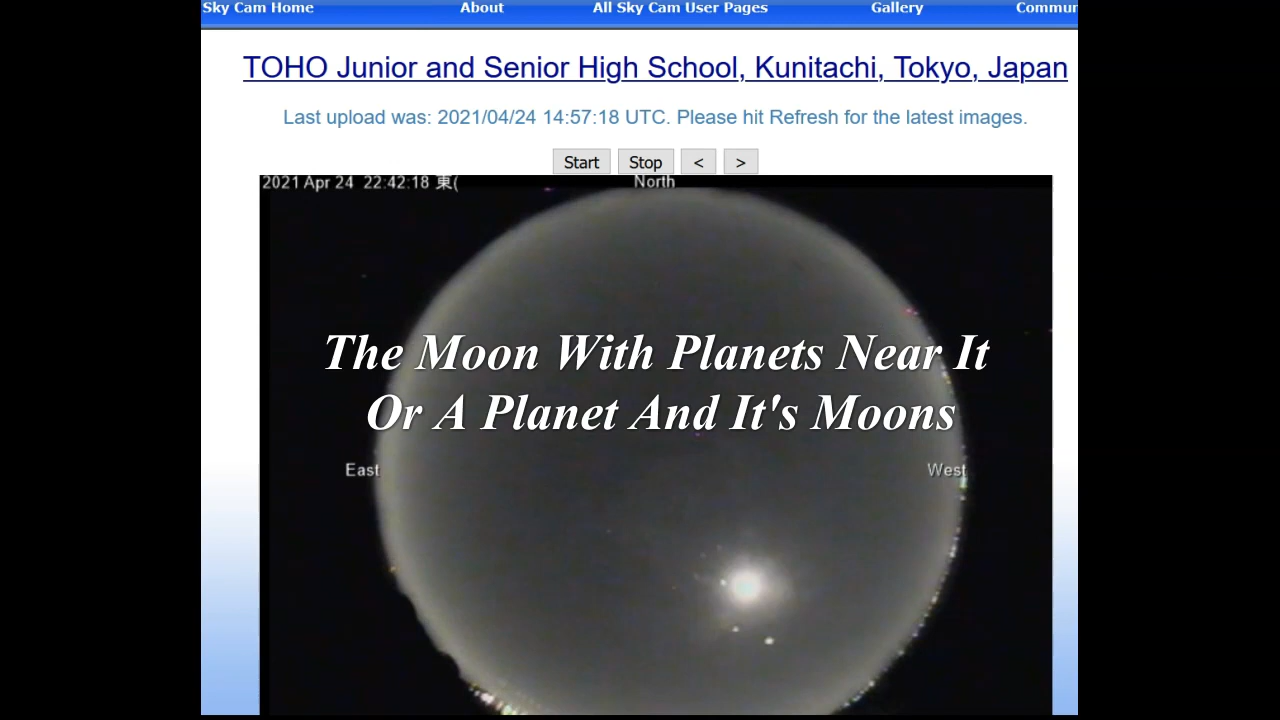 Sky Cam Home About All Sky Cam User Pages Gallery Commun
TOHO Junior and Senior High School, Kunitachi, Tokyo, Japan
Last upload was: 2021/04/24 14:57:18 UTC. Please hit Refresh for the latest images.
Start Stop < >
2021 Apr 24 22:42:18 東( North
The Moon With Planets Near It
Or A Planet And It's Moons
East West